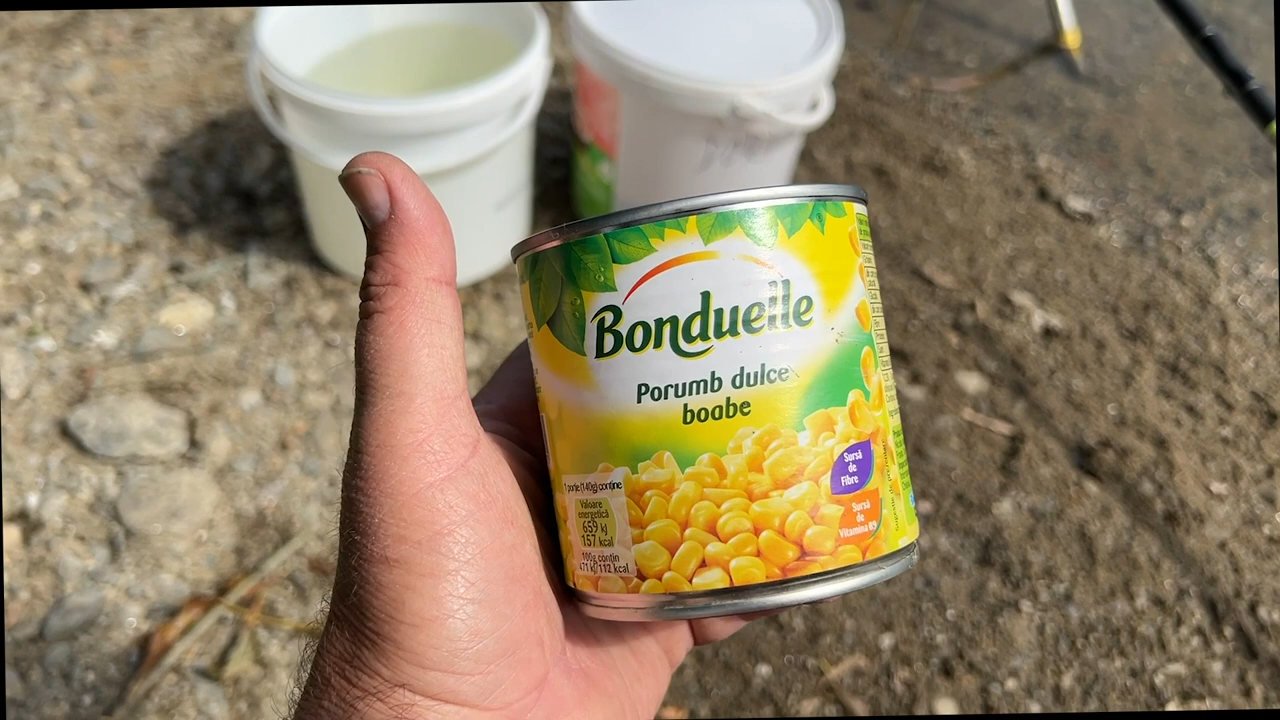 Bonduelle
Porumb dulce
boabe
1 porție (140g) conține
Valoare
energetică
659 kJ
157 kcal
100g conțin
471 kJ/112 kcal
Sursă
de
Fibre
Sursă
de
Vitamina B9